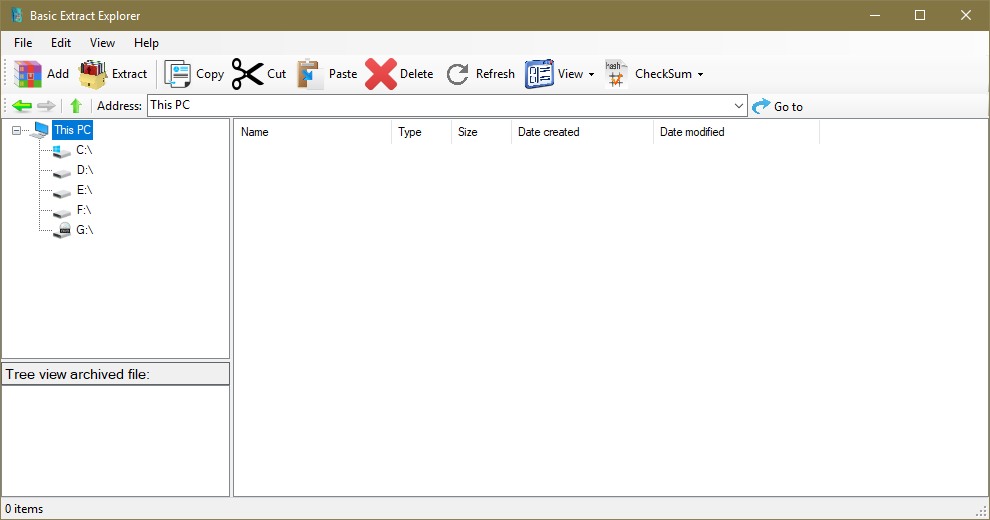 Basic Extract Explorer
File Edit View Help
Add Extract Copy Cut Paste Delete Refresh View Hash CheckSum
Address: This PC Go to
This PC
C:\
D:\
E:\
F:\
G:\
Name Type Size Date created Date modified
Tree view archived file:
0 items